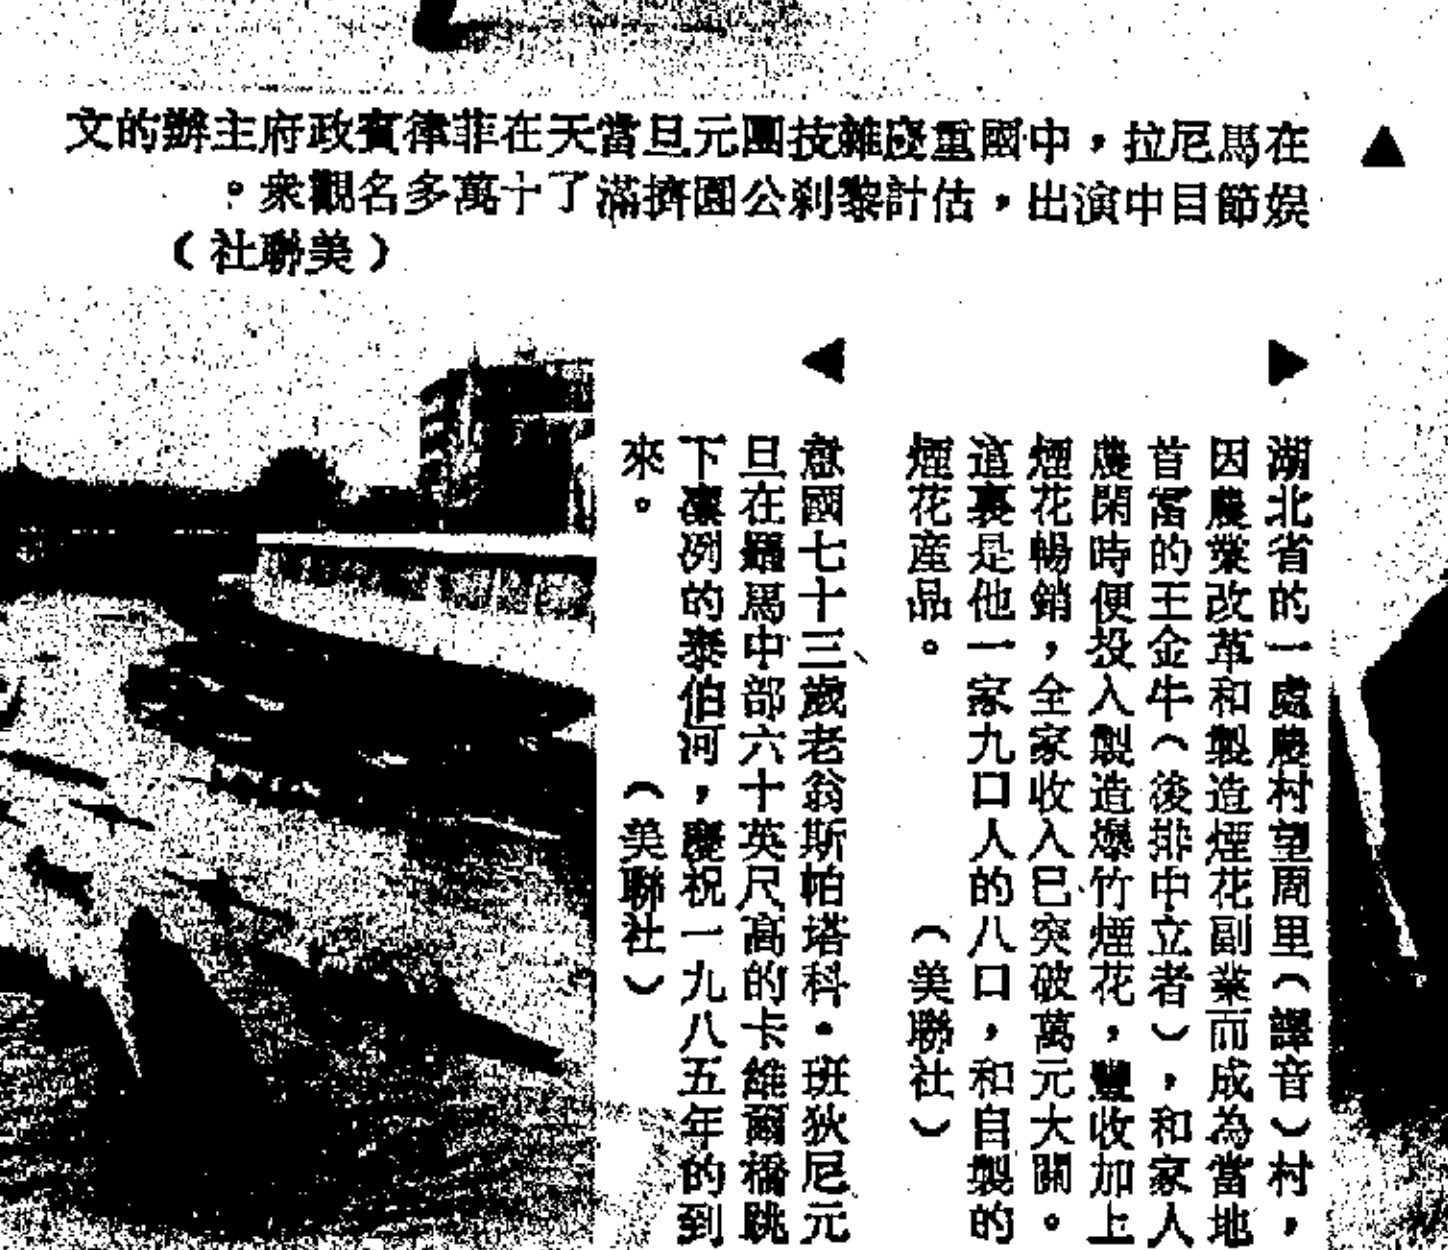 ▲在馬尼拉，中國重慶雜技團元旦當天在菲律賓政府主辦的文
娱節目中演出，估計黎刹公園擠滿了十萬多名觀衆。
（美聯社）
▶
湖北省的一處農村望周里（譯音）村，
因農業改革和製造煙花副業而成為當地
首富的王金牛（後排中立者），和家人
農閑時便投入製造爆竹煙花，豐收加上
煙花暢銷，全家收入已突破萬元大關。
這裏是他一家九口人的八口，和自製的
煙花産品。（美聯社）
◀
意國七十三歲老翁斯帕塔科・班狄尼元
旦在羅馬中部六十英尺高的卡維爾橋跳
下凜冽的泰伯河，慶祝一九八五年的到
來。（美聯社）